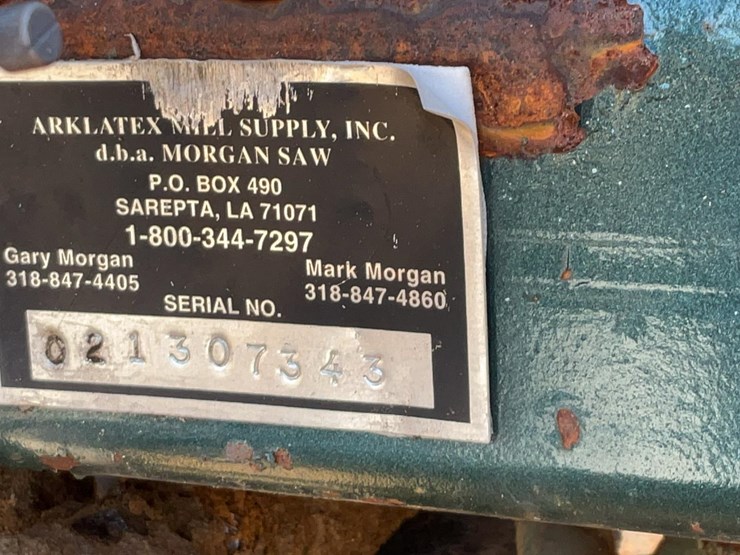 ARKLATEX MILL SUPPLY, INC.
d.b.a. MORGAN SAW
P.O. BOX 490
SAREPTA, LA 71071
1-800-344-7297
Gary Morgan
318-847-4405
Mark Morgan
318-847-4860
SERIAL NO.
021307343